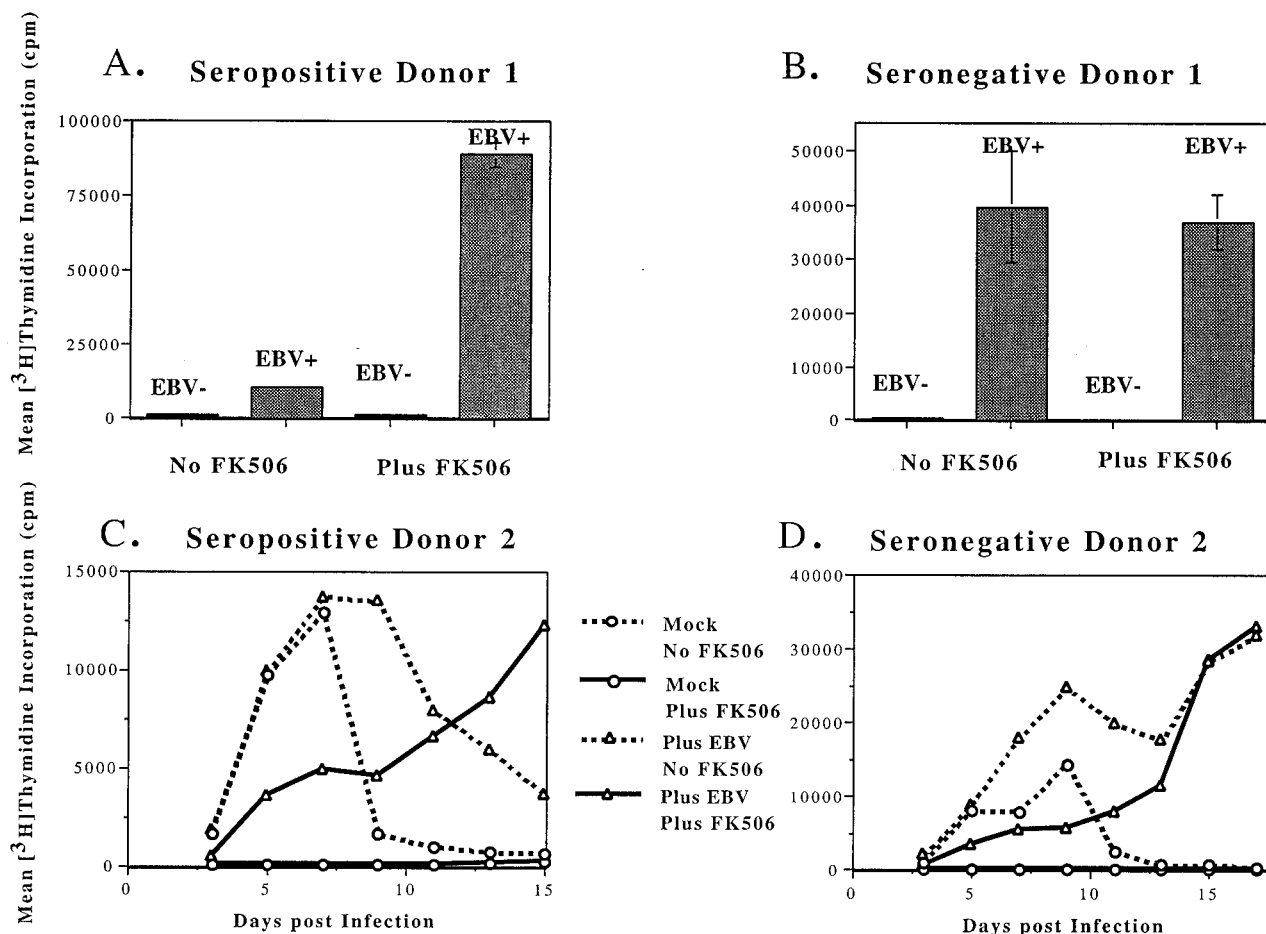 A. Seropositive Donor 1
Mean [³H]Thymidine Incorporation (cpm)
100000
75000
50000
25000
0
EBV-
EBV+
EBV-
EBV+
No FK506
Plus FK506
B. Seronegative Donor 1
50000
40000
30000
20000
10000
0
EBV-
EBV+
EBV-
EBV+
No FK506
Plus FK506
C. Seropositive Donor 2
Mean [³H]Thymidine Incorporation (cpm)
15000
10000
5000
0
0
5
10
15
Days post Infection
Mock
No FK506
Mock
Plus FK506
Plus EBV
No FK506
Plus EBV
Plus FK506
D. Seronegative Donor 2
40000
30000
20000
10000
0
0
5
10
15
Days post Infection